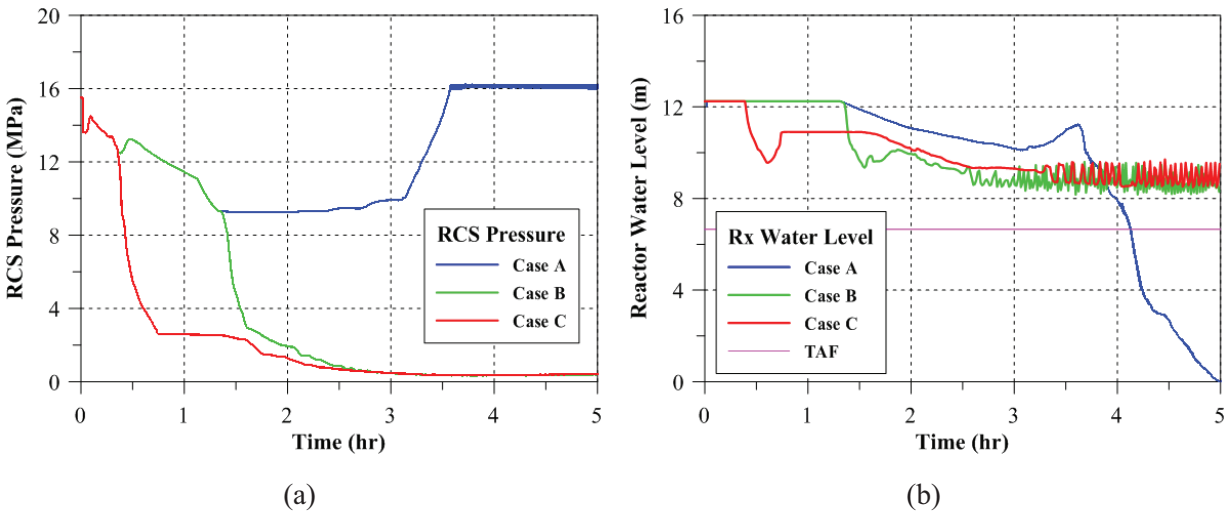 20
16
12
8
4
0
RCS Pressure (MPa)
RCS Pressure
Case A
Case B
Case C
0 1 2 3 4 5
Time (hr)
(a)
16
12
8
4
0
Reactor Water Level (m)
Rx Water Level
Case A
Case B
Case C
TAF
0 1 2 3 4 5
Time (hr)
(b)